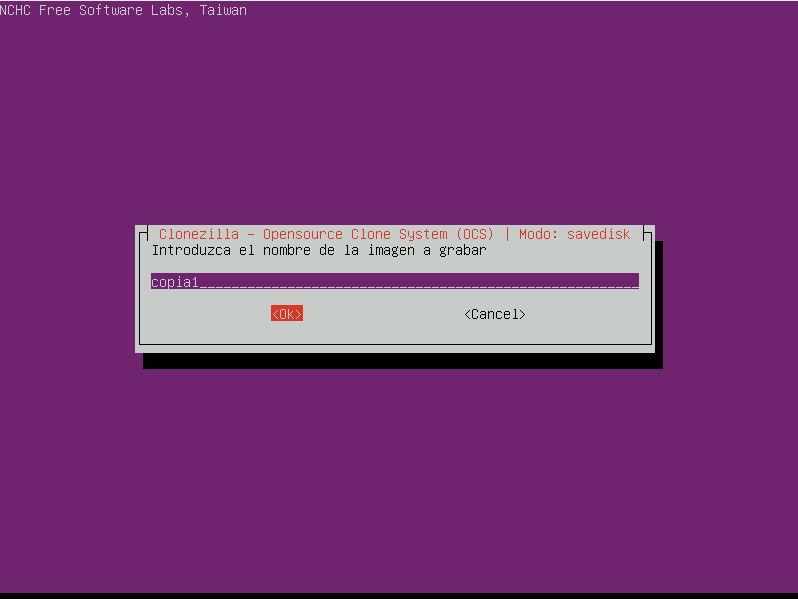 NCHC Free Software Labs, Taiwan
Clonezilla - Opensource Clone System (OCS) | Modo: savedisk
Introduzca el nombre de la imagen a grabar
copia1
<Ok> <Cancel>